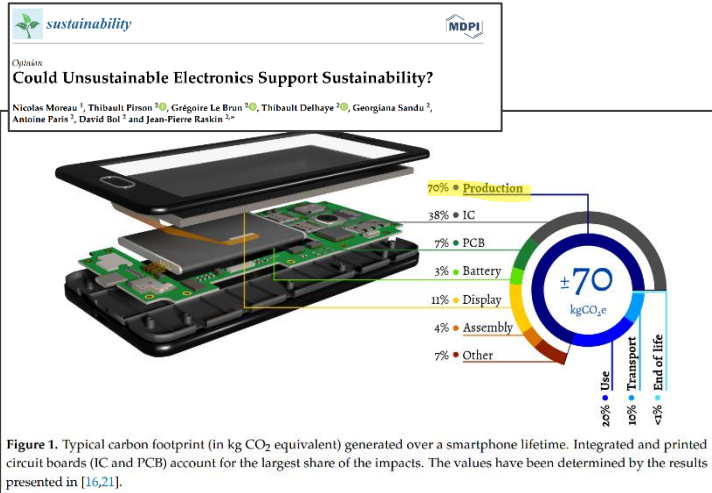 sustainability
MDPI
Opinion
Could Unsustainable Electronics Support Sustainability?
Nicolas Moreau 1, Thibault Pirson 2, Grégoire Le Brun 2, Thibault Delhaye 2, Georgiana Sandu 2,
Antoine Paris 2, David Bol 2 and Jean-Pierre Raskin 2,*
70% • Production
38% • IC
7% • PCB
3% • Battery
11% • Display
4% • Assembly
7% • Other
±70
kgCO2e
20% • Use
10% • Transport
<1% • End of life
Figure 1. Typical carbon footprint (in kg CO2 equivalent) generated over a smartphone lifetime. Integrated and printed
circuit boards (IC and PCB) account for the largest share of the impacts. The values have been determined by the results
presented in [16,21].